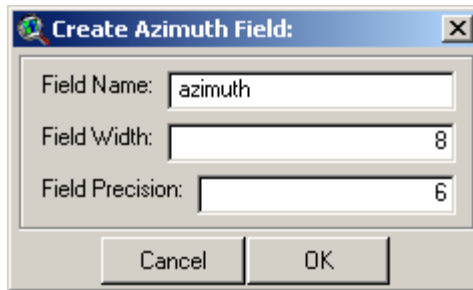 Create Azimuth Field:
Field Name: azimuth
Field Width: 8
Field Precision: 6
Cancel OK